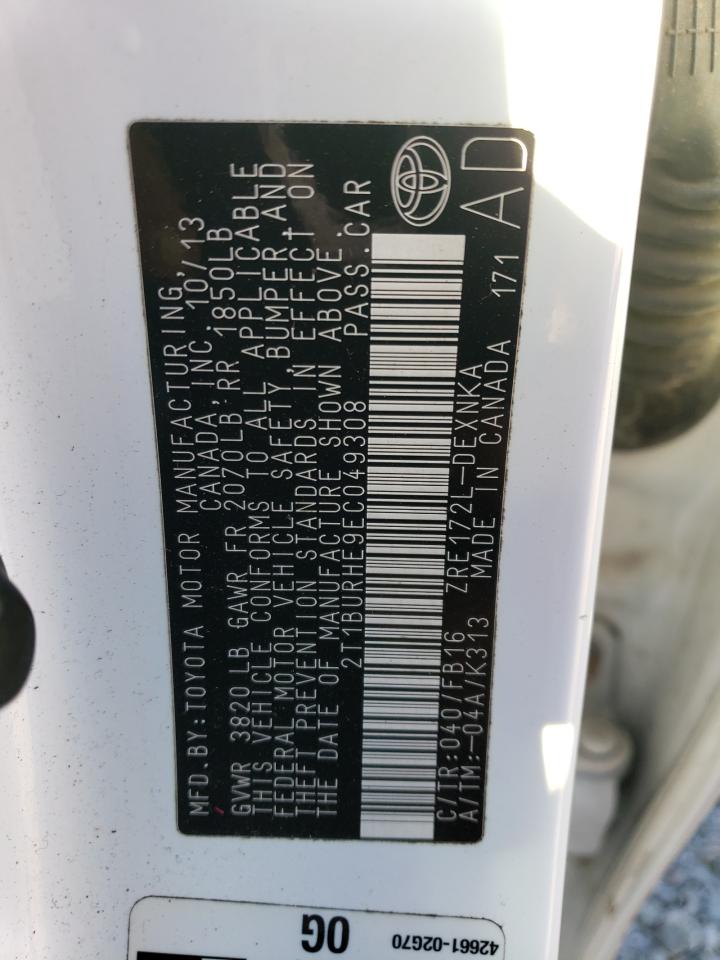 MFD.BY:TOYOTA MOTOR MANUFACTURING,
CANADA, INC. 10/13
GVWR 3820 LB GAWR FR 2070LB RR 1850LB
THIS VEHICLE CONFORMS TO ALL APPLICABLE
FEDERAL MOTOR VEHICLE SAFETY, BUMPER AND
THEFT PREVENTION STANDARDS IN EFFECT ON
THE DATE OF MANUFACTURE SHOWN ABOVE.
2T1BURHE9EC049308 PASS.CAR
C/TR:040/FB16 ZRE172L-DEXNKA
A/TM:-04A/K313 MADE IN CANADA 171
AD
0G
42661-02G70